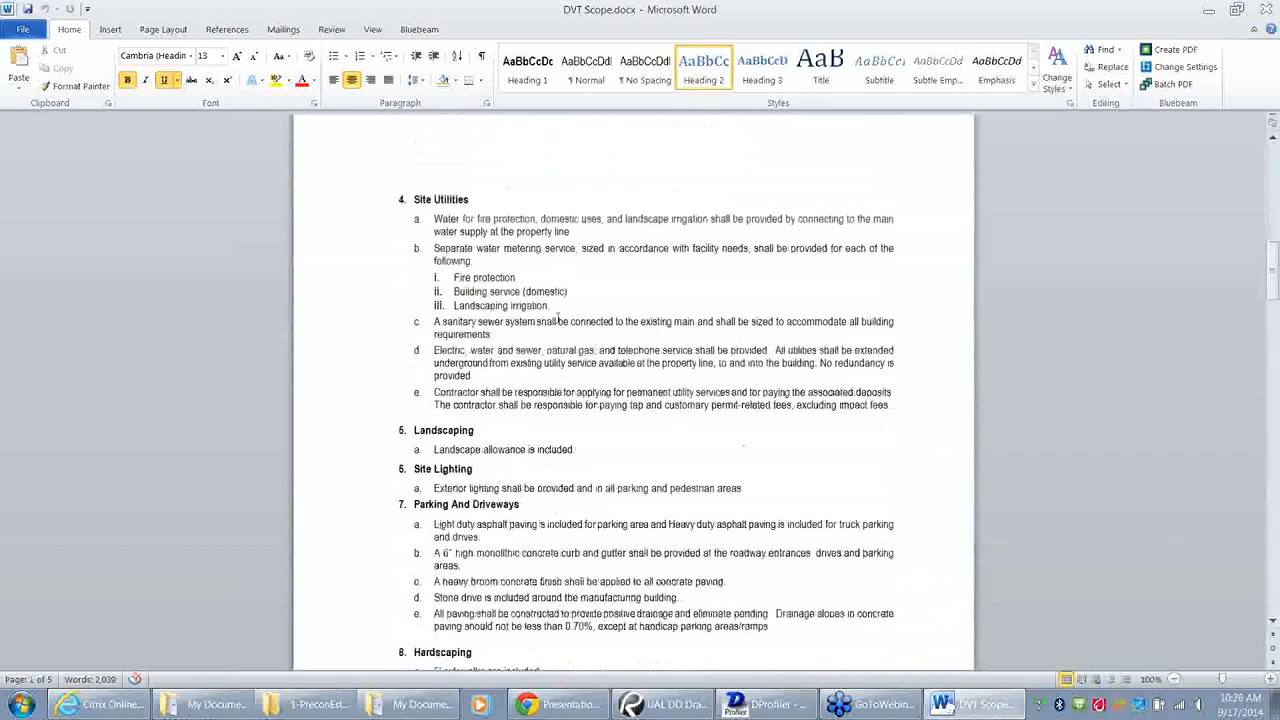 DVT Scope.docx - Microsoft Word
File Home Insert Page Layout References Mailings Review View Bluebeam
Cut
Copy
Paste
Format Painter
Clipboard
Cambria (Headin 13
Font
Paragraph
AaBbCcDc AaBbCcDd AaBbCcDd AaBbCc AaBbCcD AaB AaBbCc. AaBbCcDd AaBbCcDd
Heading 1 ¶ Normal ¶ No Spacing Heading 2 Heading 3 Title Subtitle Subtle Emp... Emphasis
Change
Styles
Styles
Find
Replace
Select
Editing
Create PDF
Change Settings
Batch PDF
Bluebeam
4. Site Utilities
a. Water for fire protection, domestic uses, and landscape irrigation shall be provided by connecting to the main
water supply at the property line
b. Separate water metering service, sized in accordance with facility needs, shall be provided for each of the
following:
i. Fire protection
ii. Building service (domestic)
iii. Landscaping irrigation.
c. A sanitary sewer system shall be connected to the existing main and shall be sized to accommodate all building
requirements
d. Electric, water and sewer, natural gas, and telephone service shall be provided All utilities shall be extended
underground from existing utility service available at the property line, to and into the building. No redundancy is
provided
e. Contractor shall be responsible for applying for permanent utility services and for paying the associated deposits
The contractor shall be responsible for paying tap and customary permit-related fees, excluding impact fees.
5. Landscaping
a. Landscape allowance is included.
6. Site Lighting
a. Exterior lighting shall be provided and in all parking and pedestrian areas
7. Parking And Driveways
a. Light duty asphalt paving is included for parking area and Heavy duty asphalt paving is included for truck parking
and drives.
b. A 6" high monolithic concrete curb and gutter shall be provided at the roadway entrances drives and parking
areas.
c. A heavy broom concrete finish shall be applied to all concrete paving.
d. Stone drive is included around the manufacturing building.
e. All paving shall be constructed to provide positive drainage and eliminate pending Drainage slopes in concrete
paving should not be less than 0.70%, except at handicap parking areas/ramps
8. Hardscaping
Page: 1 of 5 Words: 2,039 100%
Citrix Online... My Docume... 1-PreconEst... My Docume... Presentatio... UAL DD Dra... DProfiler - ... GoToWebin... DVT Scope... 10:26 AM
9/17/2014